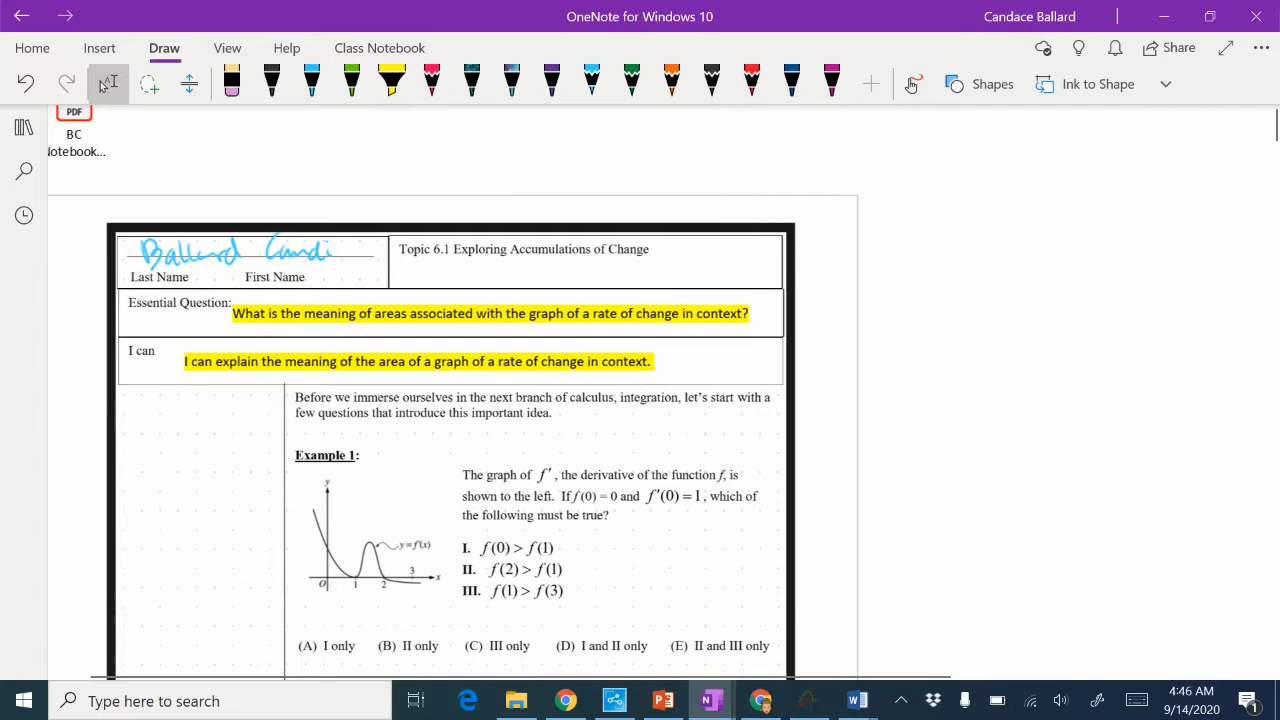 OneNote for Windows 10
Candace Ballard
Home Insert Draw View Help Class Notebook
Share
Shapes
Ink to Shape
PDF
BC
Notebook...
Ballard Candi
Last Name First Name
Topic 6.1 Exploring Accumulations of Change
Essential Question: What is the meaning of areas associated with the graph of a rate of change in context?
I can I can explain the meaning of the area of a graph of a rate of change in context.
Before we immerse ourselves in the next branch of calculus, integration, let's start with a
few questions that introduce this important idea.
Example 1:
y
y = f'(x)
O 1 2 3 x
The graph of f', the derivative of the function f, is
shown to the left. If f(0) = 0 and f'(0) = 1, which of
the following must be true?
I. f(0) > f(1)
II. f(2) > f(1)
III. f(1) > f(3)
(A) I only (B) II only (C) III only (D) I and II only (E) II and III only
Type here to search
4:46 AM
9/14/2020
1